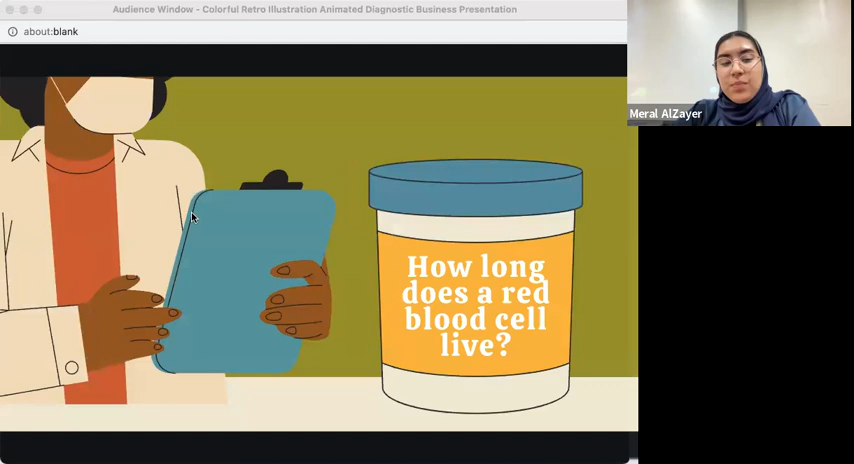 Audience Window - Colorful Retro Illustration Animated Diagnostic Business Presentation
about:blank
Meral AlZayer
How long
does a red
blood cell
live?